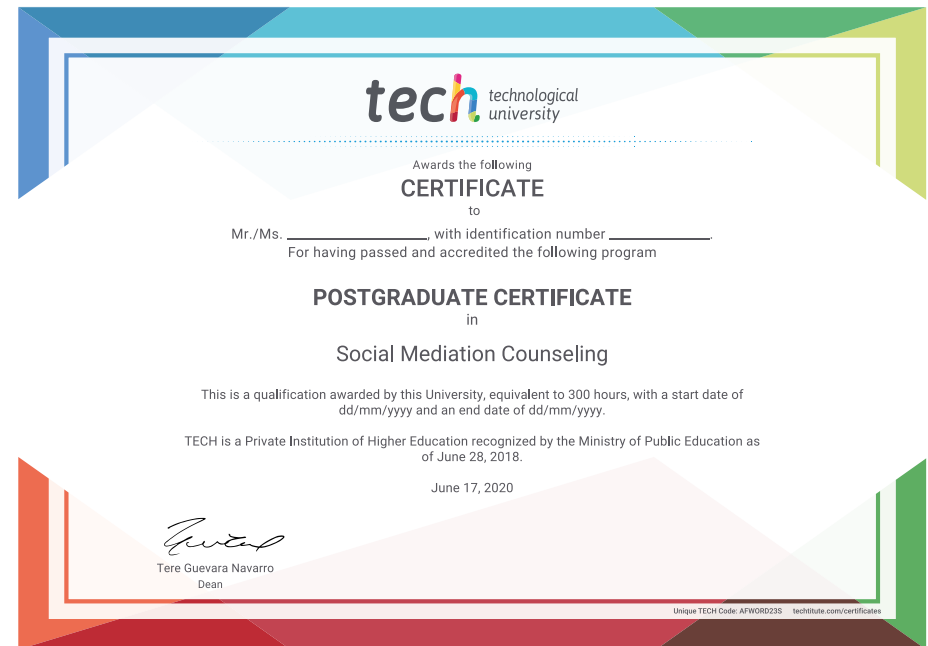 tech technological
university
Awards the following
CERTIFICATE
to
Mr./Ms. ____________________, with identification number ______________.
For having passed and accredited the following program
POSTGRADUATE CERTIFICATE
in
Social Mediation Counseling
This is a qualification awarded by this University, equivalent to 300 hours, with a start date of
dd/mm/yyyy and an end date of dd/mm/yyyy.
TECH is a Private Institution of Higher Education recognized by the Ministry of Public Education as
of June 28, 2018.
June 17, 2020
Tere Guevara Navarro
Dean
Unique TECH Code: AFWORD23S techtitute.com/certificates